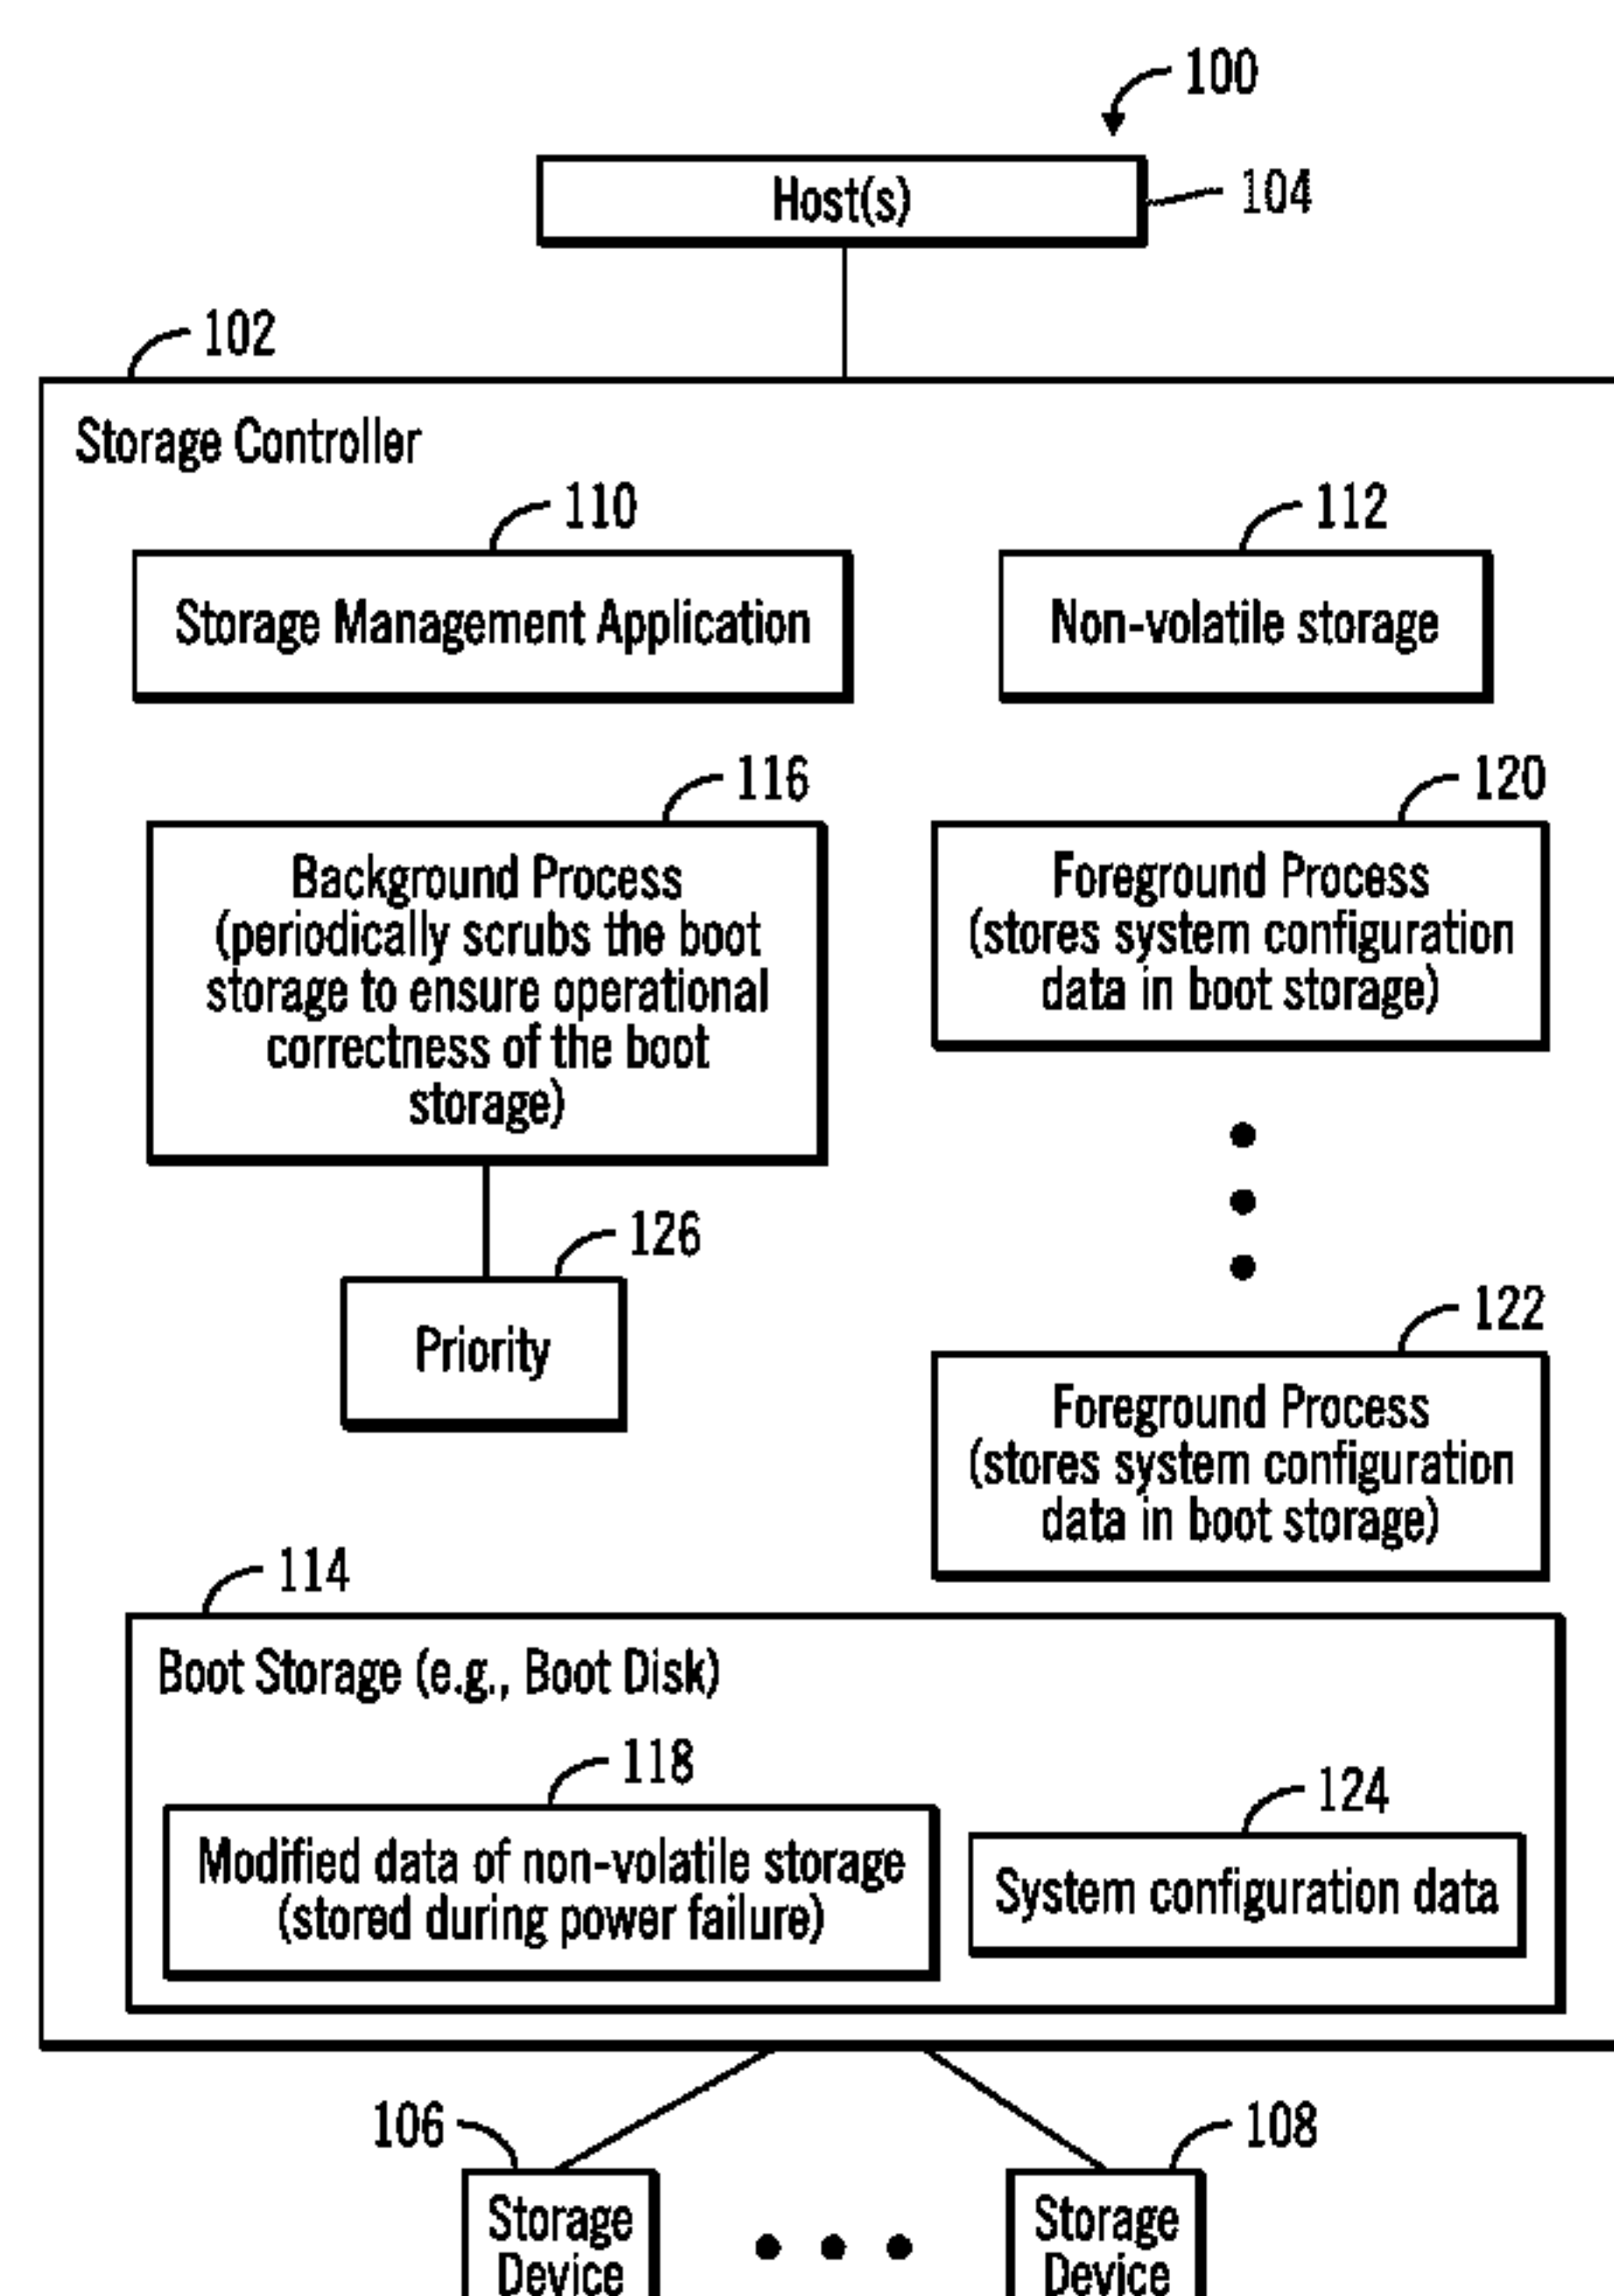 100
Host(s)
104
102
Storage Controller
110
112
Storage Management Application
Non-volatile storage
116
120
Background Process
(periodically scrubs the boot
storage to ensure operational
correctness of the boot
storage)
Foreground Process
(stores system configuration
data in boot storage)
126
Priority
122
Foreground Process
(stores system configuration
data in boot storage)
114
Boot Storage (e.g., Boot Disk)
118
124
Modified data of non-volatile storage
(stored during power failure)
System configuration data
106
108
Storage
Device
Storage
Device